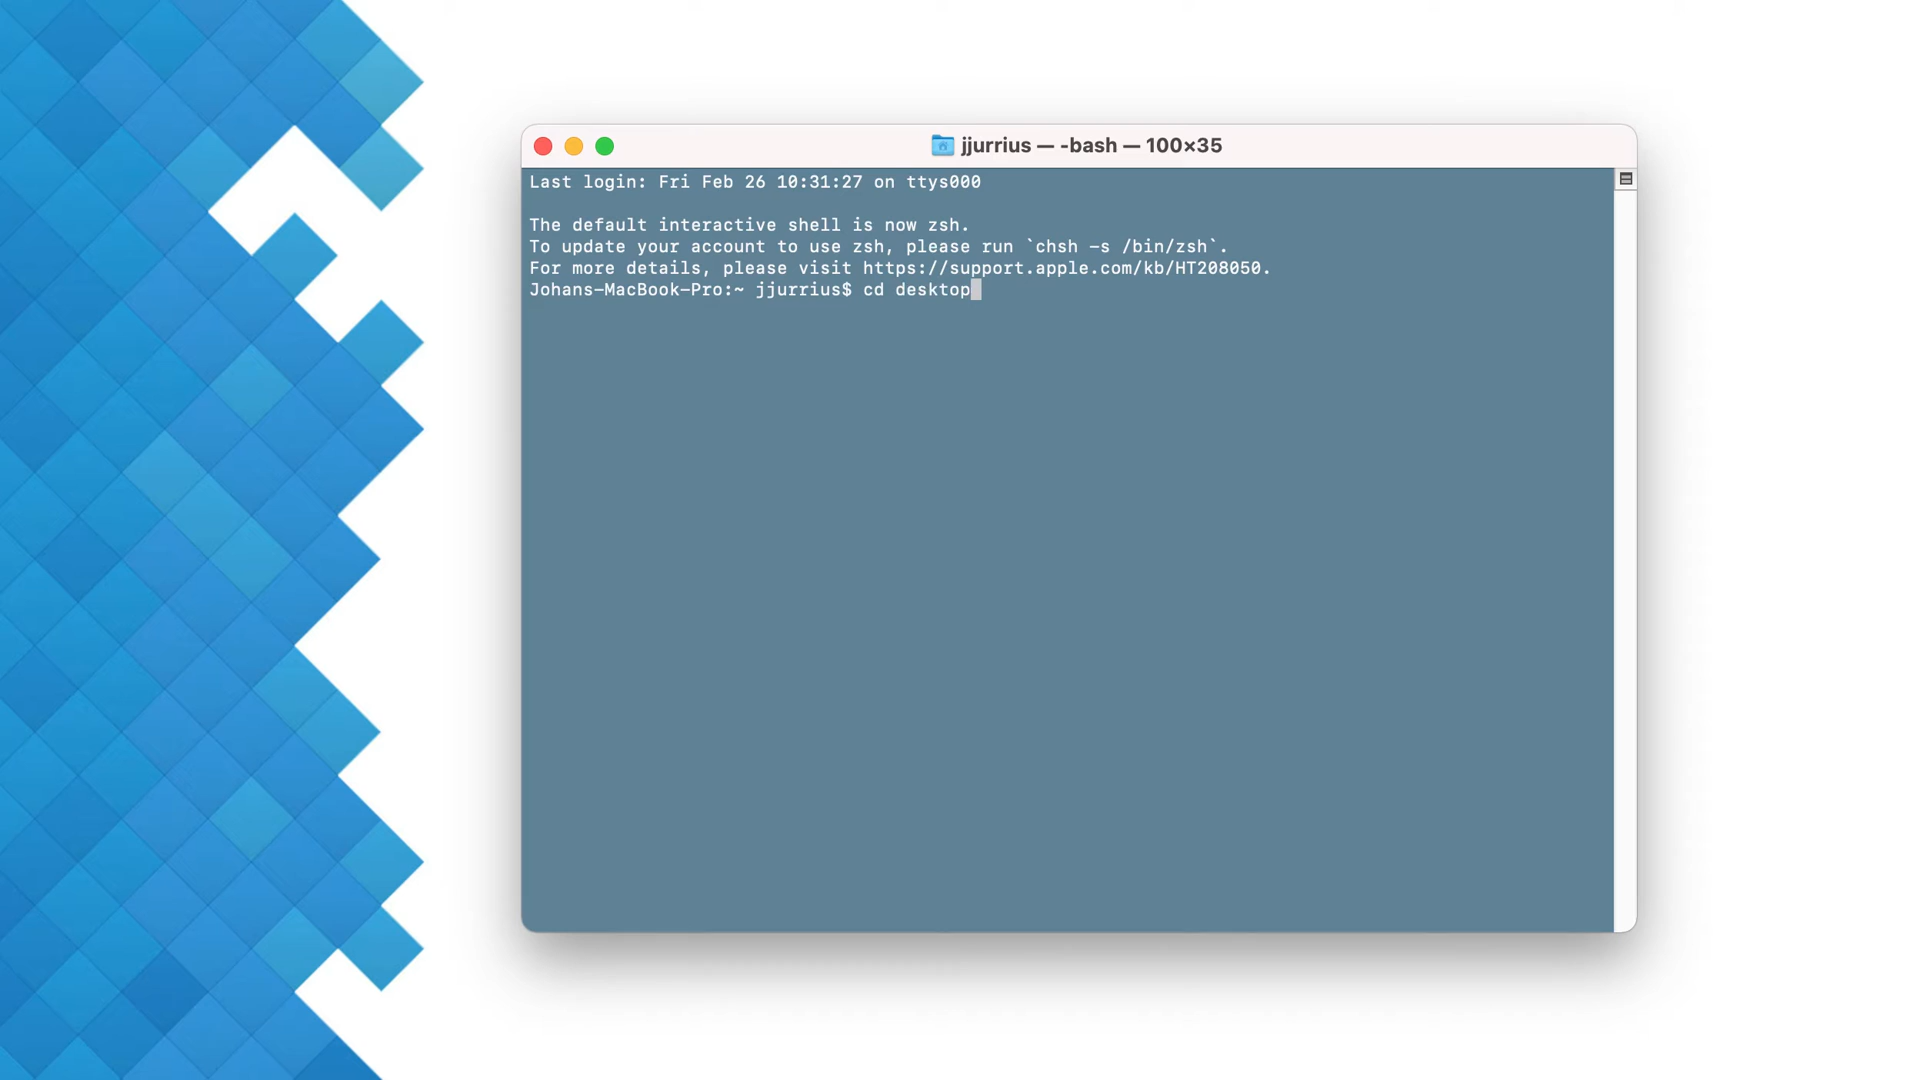 jjurrius — -bash — 100×35
Last login: Fri Feb 26 10:31:27 on ttys000
The default interactive shell is now zsh.
To update your account to use zsh, please run `chsh -s /bin/zsh`.
For more details, please visit https://support.apple.com/kb/HT208050.
Johans-MacBook-Pro:~ jjurrius$ cd desktop